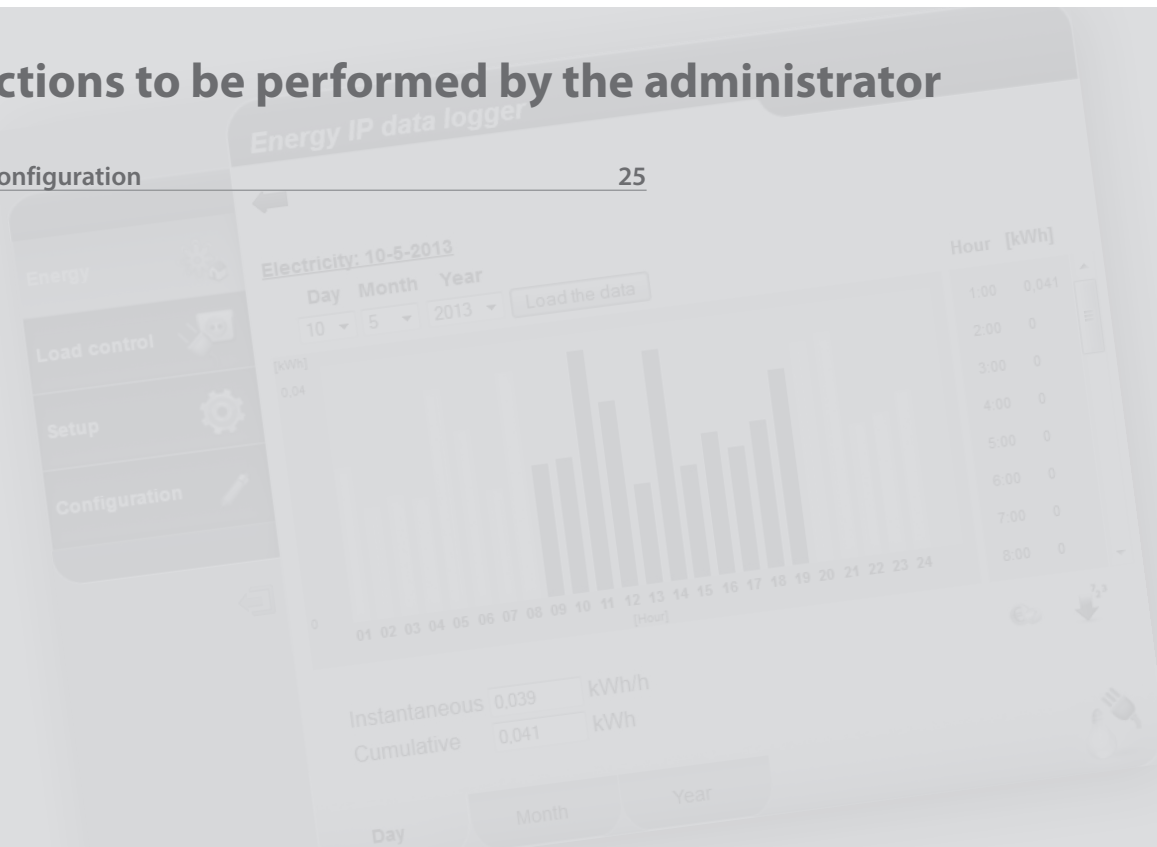 ctions to be performed by the administrator
onfiguration 25
Energy IP data logger
Energy
Load control
Setup
Configuration
Electricity: 10-5-2013
Day Month Year
10 5 2013 Load the data
[kWh]
0,04
0
01 02 03 04 05 06 07 08 09 10 11 12 13 14 15 16 17 18 19 20 21 22 23 24
[Hour]
Hour [kWh]
1:00 0,041
2:00 0
3:00 0
4:00 0
5:00 0
6:00 0
7:00 0
8:00 0
Instantaneous 0,039 kWh/h
Cumulative 0,041 kWh
Day Month Year